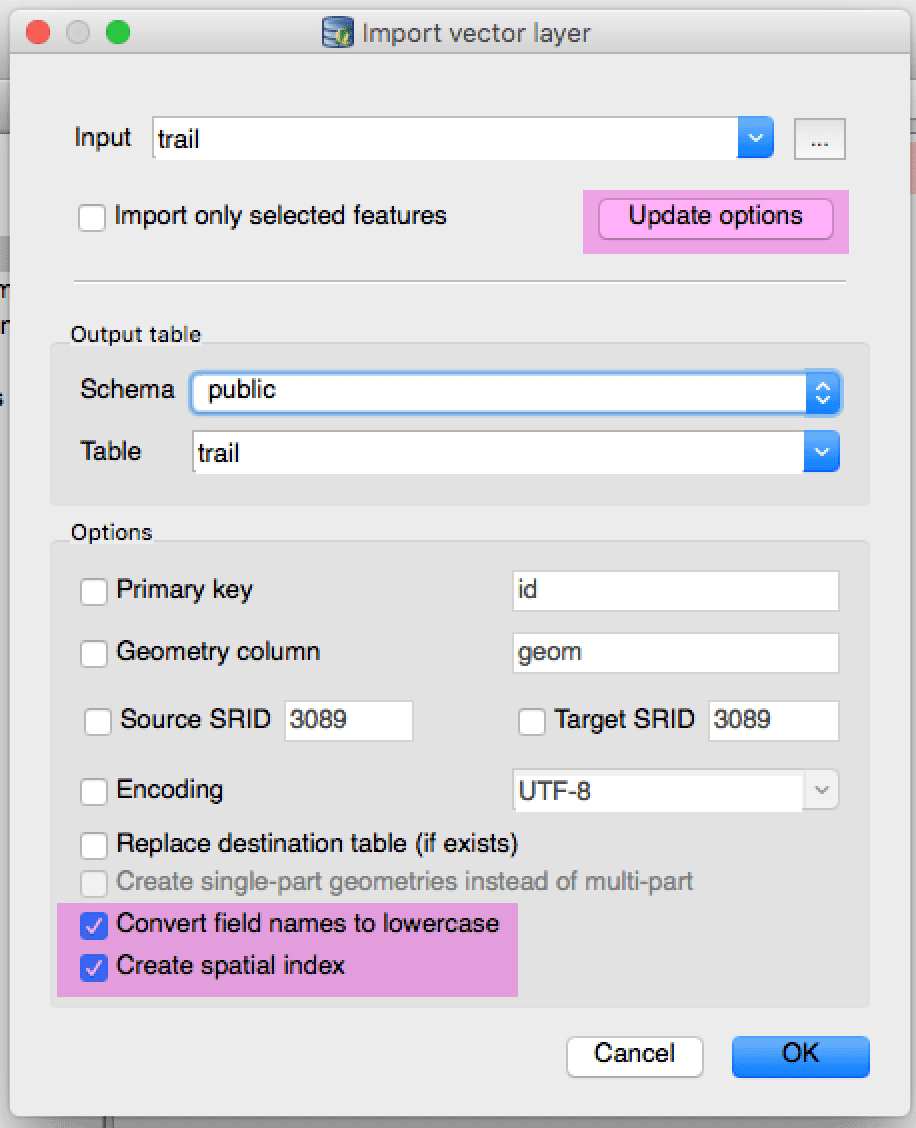 Import vector layer
Input trail ...
Import only selected features Update options
Output table
Schema public
Table trail
Options
Primary key id
Geometry column geom
Source SRID 3089 Target SRID 3089
Encoding UTF-8
Replace destination table (if exists)
Create single-part geometries instead of multi-part
Convert field names to lowercase
Create spatial index
Cancel OK